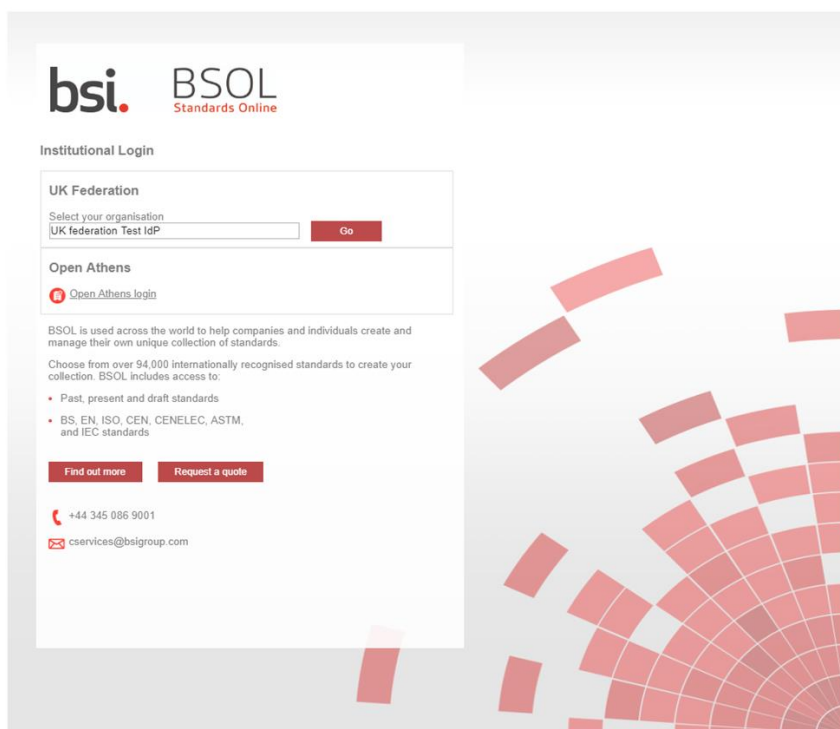 bsi.
BSOL
Standards Online
Institutional Login
UK Federation
Select your organisation
UK federation Test IdP
Go
Open Athens
Open Athens login
BSOL is used across the world to help companies and individuals create and
manage their own unique collection of standards.
Choose from over 94,000 internationally recognised standards to create your
collection. BSOL includes access to:
• Past, present and draft standards
• BS, EN, ISO, CEN, CENELEC, ASTM,
and IEC standards
Find out more
Request a quote
+44 345 086 9001
cservices@bsigroup.com